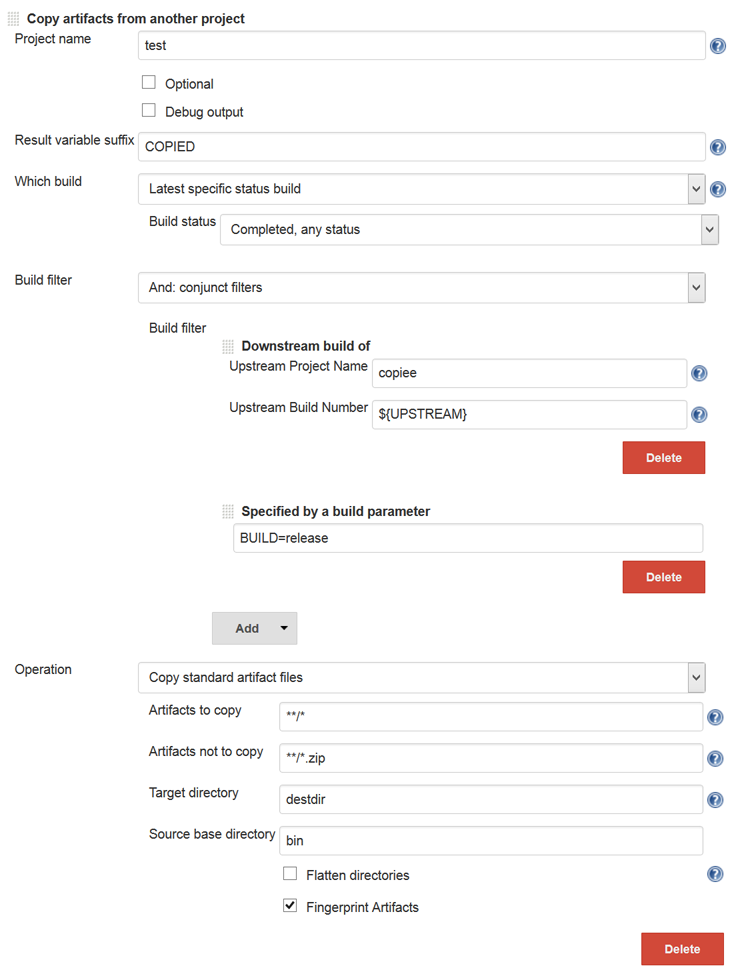 Copy artifacts from another project
Project name
test
Optional
Debug output
Result variable suffix
COPIED
Which build
Latest specific status build
Build status
Completed, any status
Build filter
And: conjunct filters
Build filter
Downstream build of
Upstream Project Name
copiee
Upstream Build Number
${UPSTREAM}
Delete
Specified by a build parameter
BUILD=release
Delete
Add
Operation
Copy standard artifact files
Artifacts to copy
**/*
Artifacts not to copy
**/*.zip
Target directory
destdir
Source base directory
bin
Flatten directories
Fingerprint Artifacts
Delete